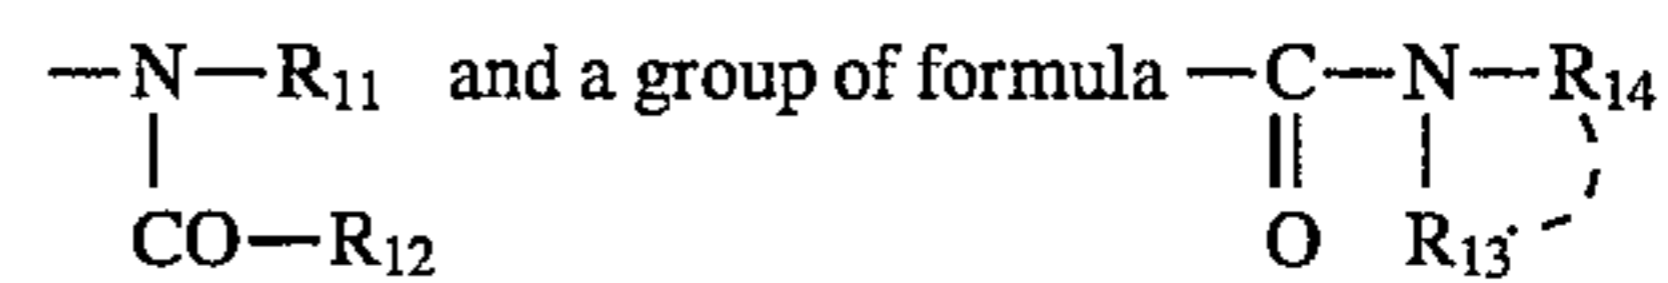 —N—R₁₁ and a group of formula —C—N—R₁₄
CO—R₁₂ O R₁₃